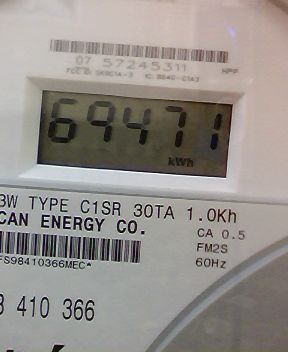 07 57245311
69471
kWh
3W TYPE C1SR 30TA 1.0Kh
CAN ENERGY CO.
CA 0.5
FM2S
FS98410366MEC*
60Hz
410 366